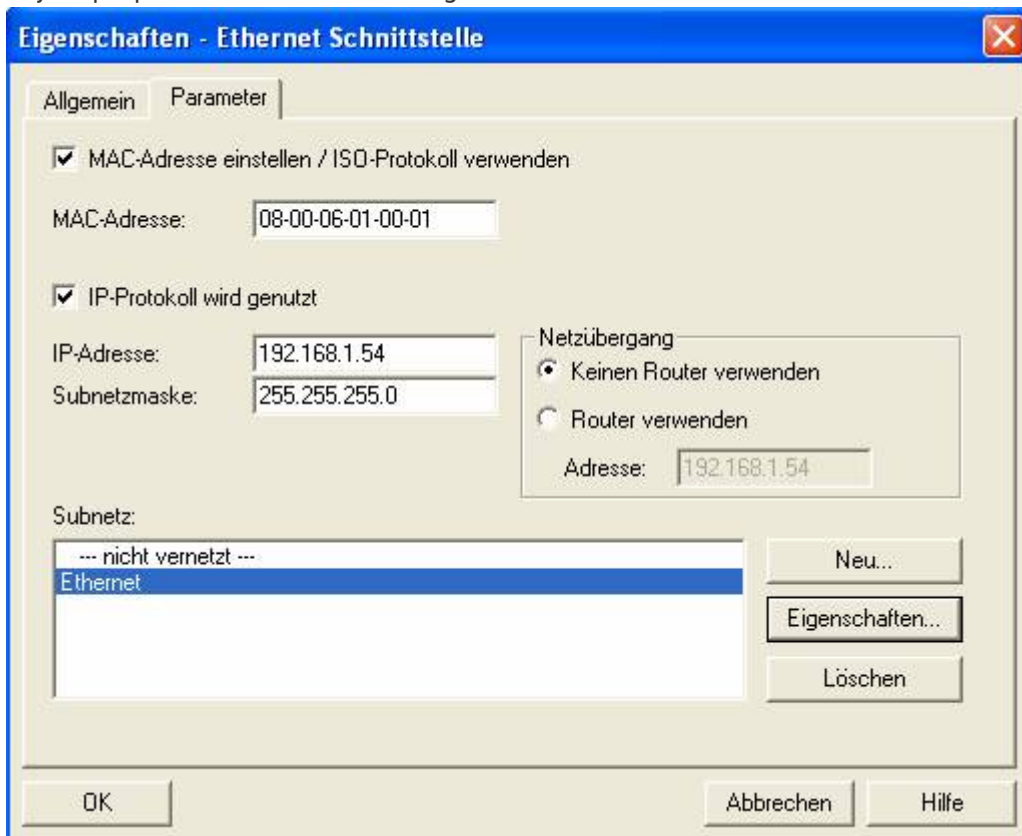 Eigenschaften - Ethernet Schnittstelle
Allgemein
Parameter
MAC-Adresse einstellen / ISO-Protokoll verwenden
MAC-Adresse:
08-00-06-01-00-01
IP-Protokoll wird genutzt
IP-Adresse:
192.168.1.54
Subnetzmaske:
255.255.255.0
Netzübergang
Keinen Router verwenden
Router verwenden
Adresse:
192.168.1.54
Subnetz:
--- nicht vernetzt ---
Ethernet
Neu...
Eigenschaften...
Löschen
OK
Abbrechen
Hilfe